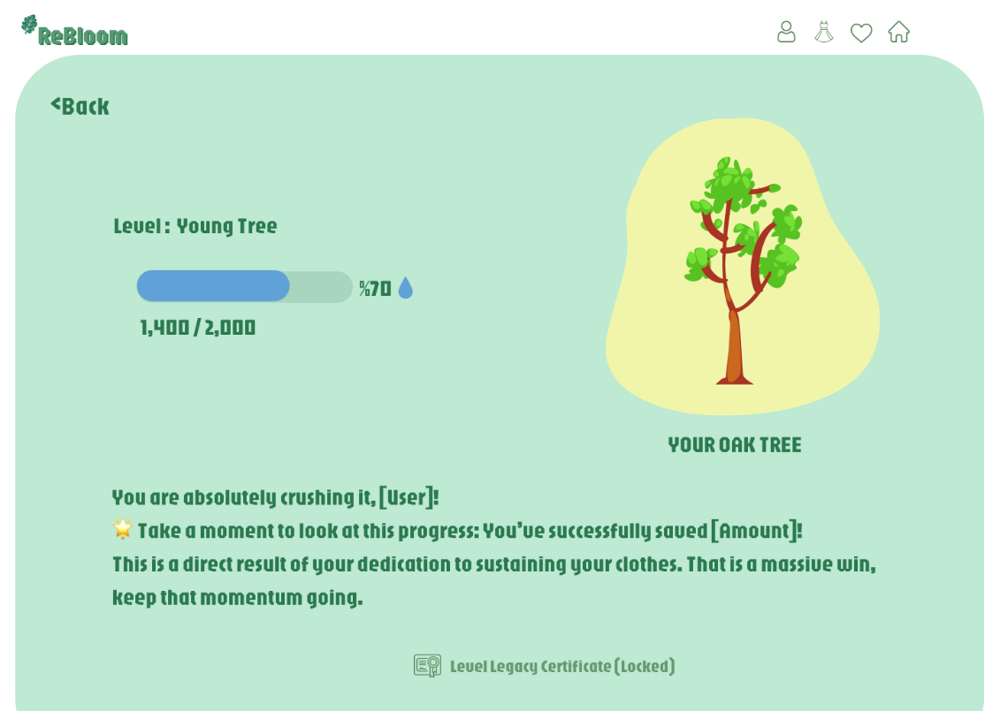 ReBloom
<Back
Level : Young Tree
%70
1,400 / 2,000
YOUR OAK TREE
You are absolutely crushing it, [User]!
🌟 Take a moment to look at this progress: You’ve successfully saved [Amount]!
This is a direct result of your dedication to sustaining your clothes. That is a massive win,
keep that momentum going.
Level Legacy Certificate (Locked)